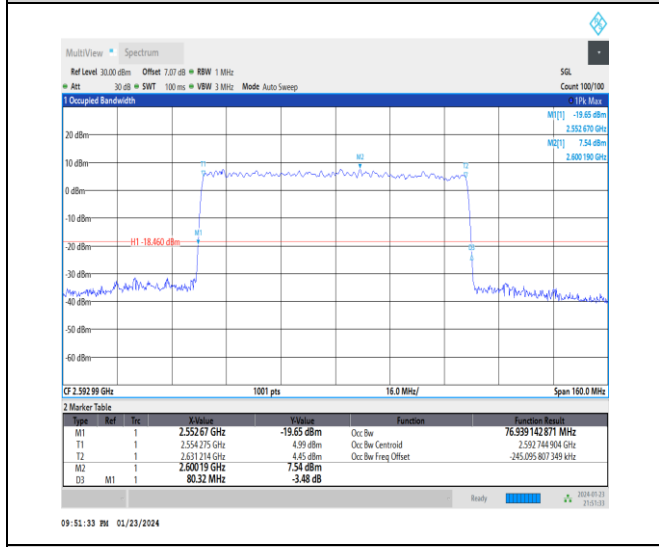 MultiView Spectrum
Ref Level 30.00 dBm Offset 7.07 dB RBW 1 MHz SGL
Att 30 dB SWT 100 ms VBW 3 MHz Mode Auto Sweep Count 100/100
1 Occupied Bandwidth 1Pk Max
M1[1] -19.65 dBm
2.552 670 GHz
20 dBm M2[1] 7.54 dBm
2.600 190 GHz
10 dBm T1 M2 T2
0 dBm
-10 dBm
H1 -18.460 dBm M1
-20 dBm D3
-30 dBm
-40 dBm
-50 dBm
-60 dBm
CF 2.592 99 GHz 1001 pts 16.0 MHz/ Span 160.0 MHz
2 Marker Table
Type Ref Trc X-Value Y-Value Function Function Result
M1 1 2.552 67 GHz -19.65 dBm Occ Bw 76.939 142 871 MHz
T1 1 2.554 275 GHz 4.99 dBm Occ Bw Centroid 2.592 744 904 GHz
T2 1 2.631 214 GHz 4.45 dBm Occ Bw Freq Offset -245.095 807 349 kHz
M2 1 2.600 19 GHz 7.54 dBm
D3 M1 1 80.32 MHz -3.48 dB
Ready 2024-01-23
21:51:33
09:51:33 PM 01/23/2024